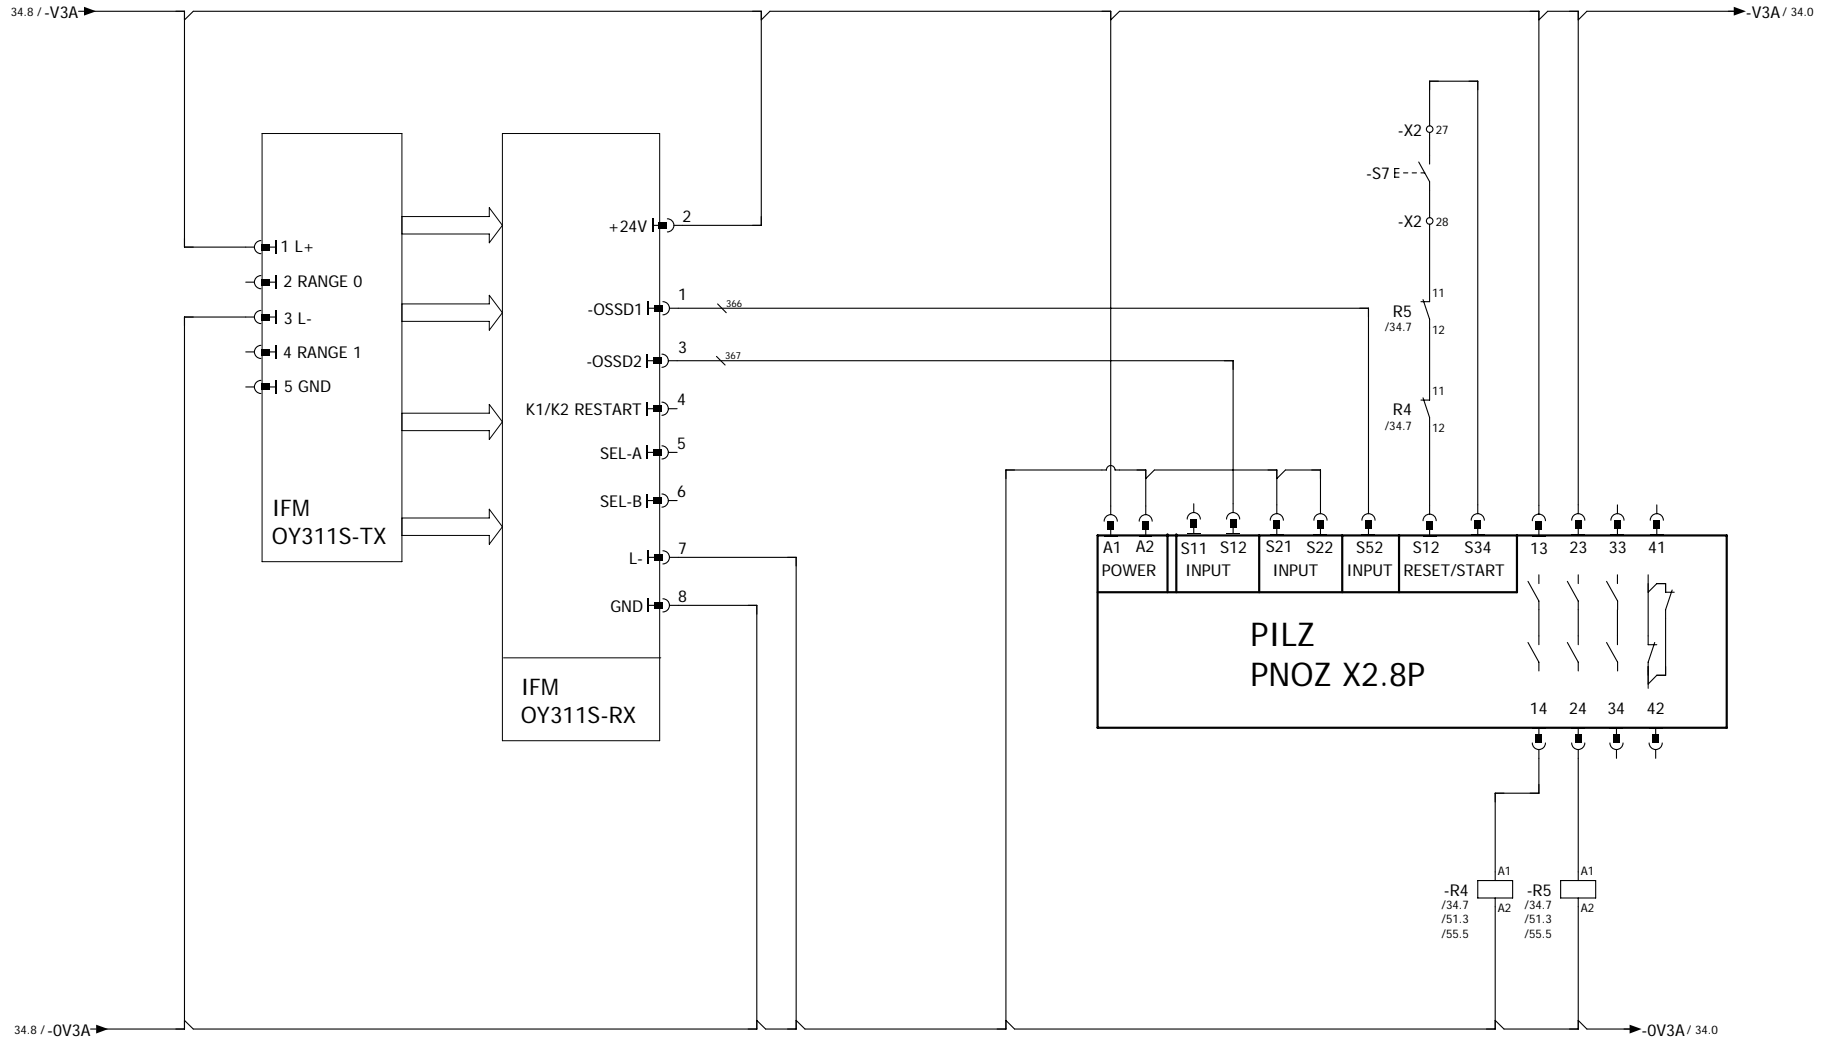 34.8 / -V3A
-V3A / 34.0
-X2 27
-S7 E
-X2 28
11
R5
/34.7
12
11
R4
/34.7
12
1 L+
2 RANGE 0
3 L-
4 RANGE 1
5 GND
IFM
OY311S-TX
+24V 2
-OSSD1 1 366
-OSSD2 3 367
K1/K2 RESTART 4
SEL-A 5
SEL-B 6
L- 7
GND 8
IFM
OY311S-RX
A1 A2 S11 S12 S21 S22 S52 S12 S34 13 23 33 41
POWER INPUT INPUT INPUT RESET/START
PILZ
PNOZ X2.8P
14 24 34 42
A1
-R4
/34.7
/51.3
/55.5
A2
A1
-R5
/34.7
/51.3
/55.5
A2
34.8 / -0V3A
-0V3A / 34.0